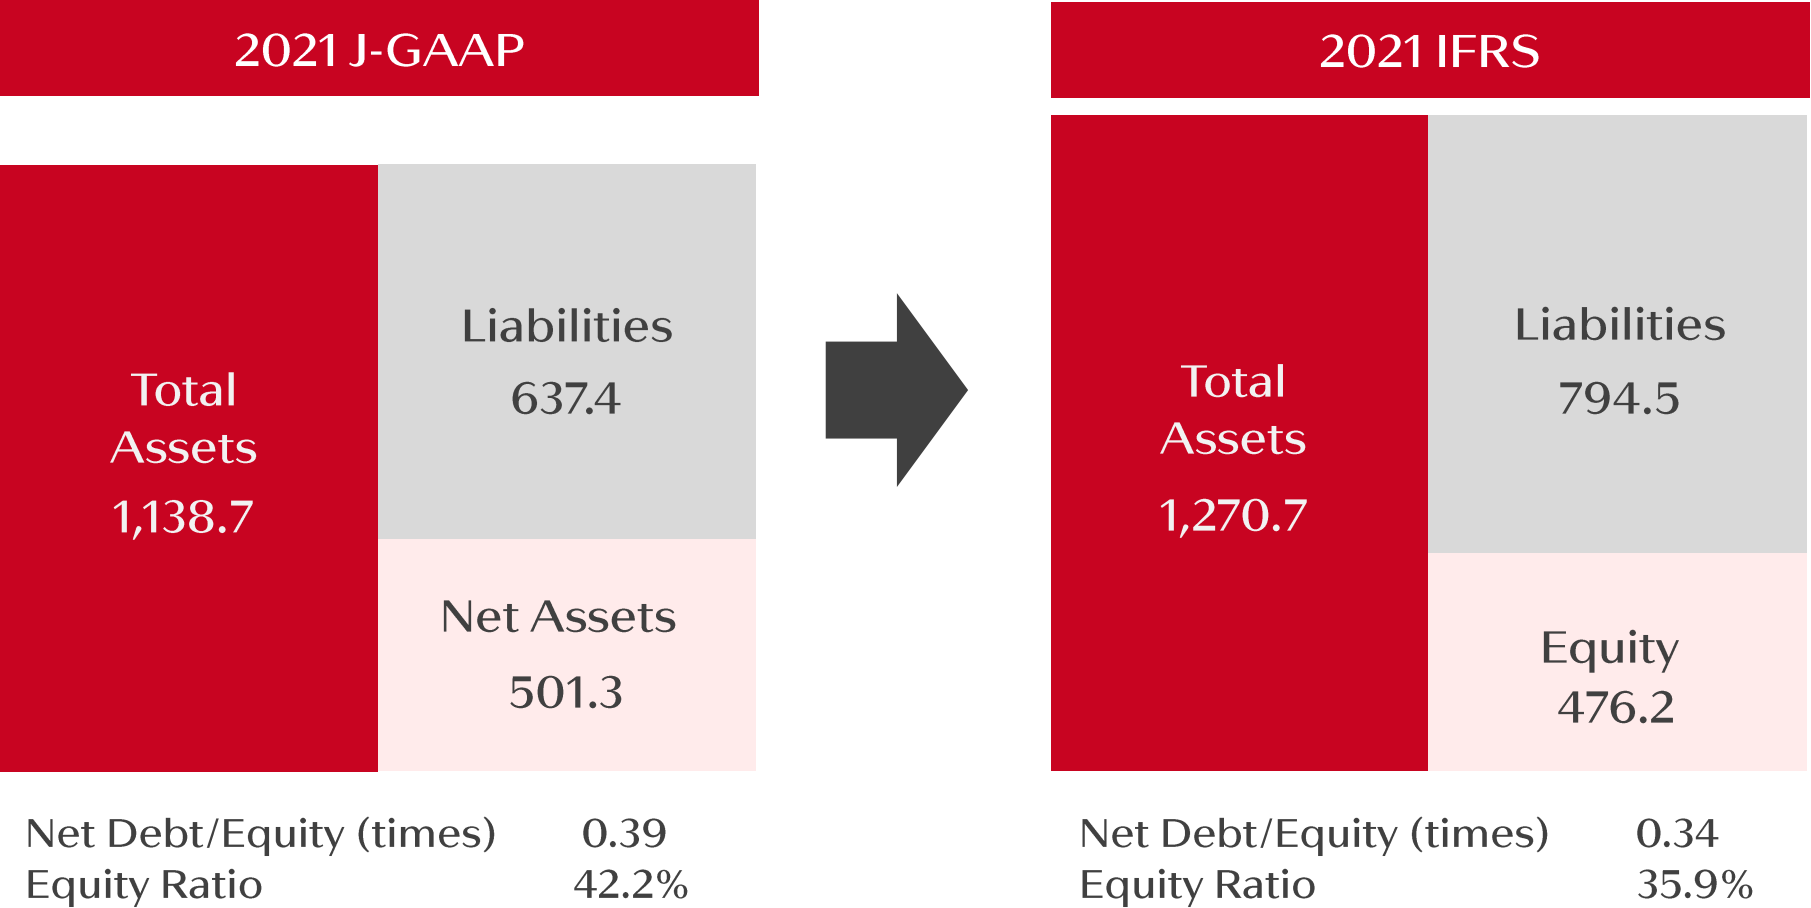 2021 J-GAAP
Total
Assets
1,138.7
Liabilities
637.4
Net Assets
501.3
Net Debt/Equity (times) 0.39
Equity Ratio 42.2%
2021 IFRS
Total
Assets
1,270.7
Liabilities
794.5
Equity
476.2
Net Debt/Equity (times) 0.34
Equity Ratio 35.9%